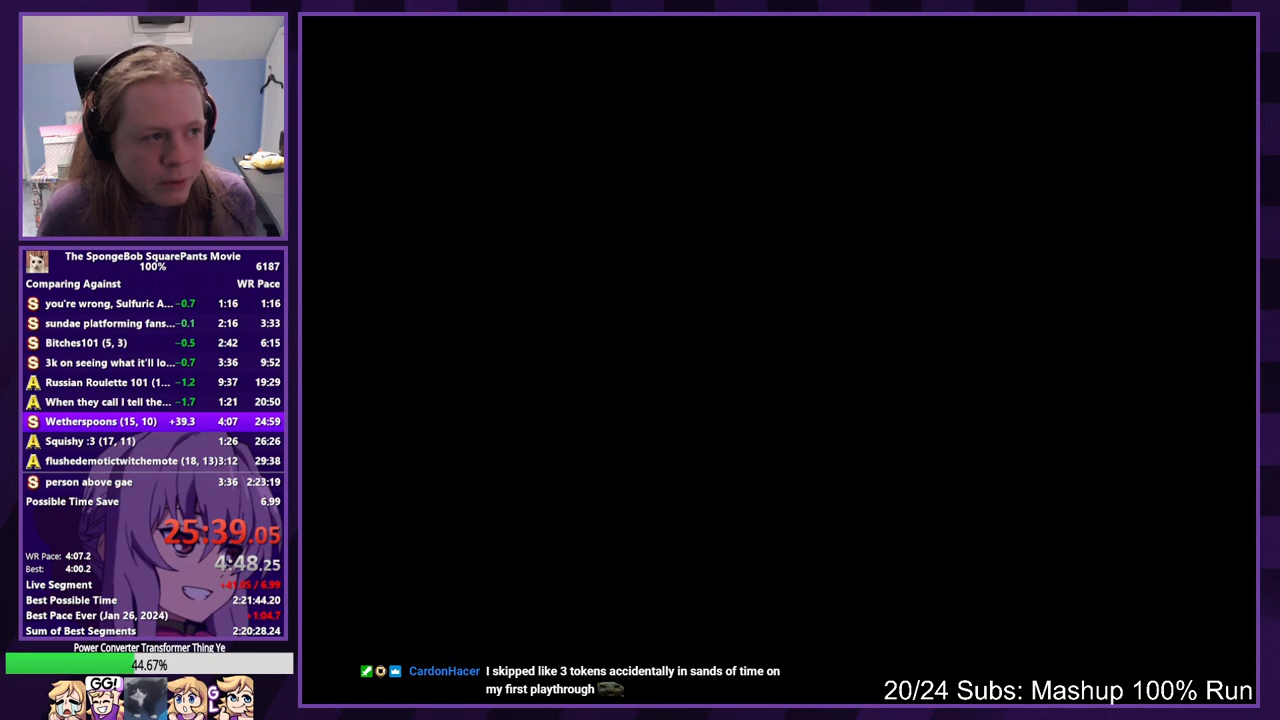 The SpongeBob SquarePants Movie
100% 6187
Comparing Against WR Pace
S you're wrong, Sulfuric A... −0.7 1:16 1:16
S sundae platforming fans... −0.1 2:16 3:33
S Bitches101 (5, 3) −0.5 2:42 6:15
S 3k on seeing what it'll lo... −0.7 3:36 9:52
A Russian Roulette 101 (1... −1.2 9:37 19:29
A When they call I tell the... −1.7 1:21 20:50
S Wetherspoons (15, 10) +39.3 4:07 24:59
A Squishy :3 (17, 11) 1:26 26:26
A flushedemotictwitchemote (18, 13) 3:12 29:38
S person above gae 3:36 2:23:19
Possible Time Save 6.99
25:39.05
WR Pace: 4:07.2
Best: 4:00.2
4:48.25
Live Segment +41.05 / 6.99
Best Possible Time 2:21:44.20
Best Pace Ever (Jan 26, 2024) +1:04.7
Sum of Best Segments 2:20:28.24
Power Converter Transformer Thing Ye
44.67%
GG!
GL
CardonHacer I skipped like 3 tokens accidentally in sands of time on
my first playthrough
20/24 Subs: Mashup 100% Run